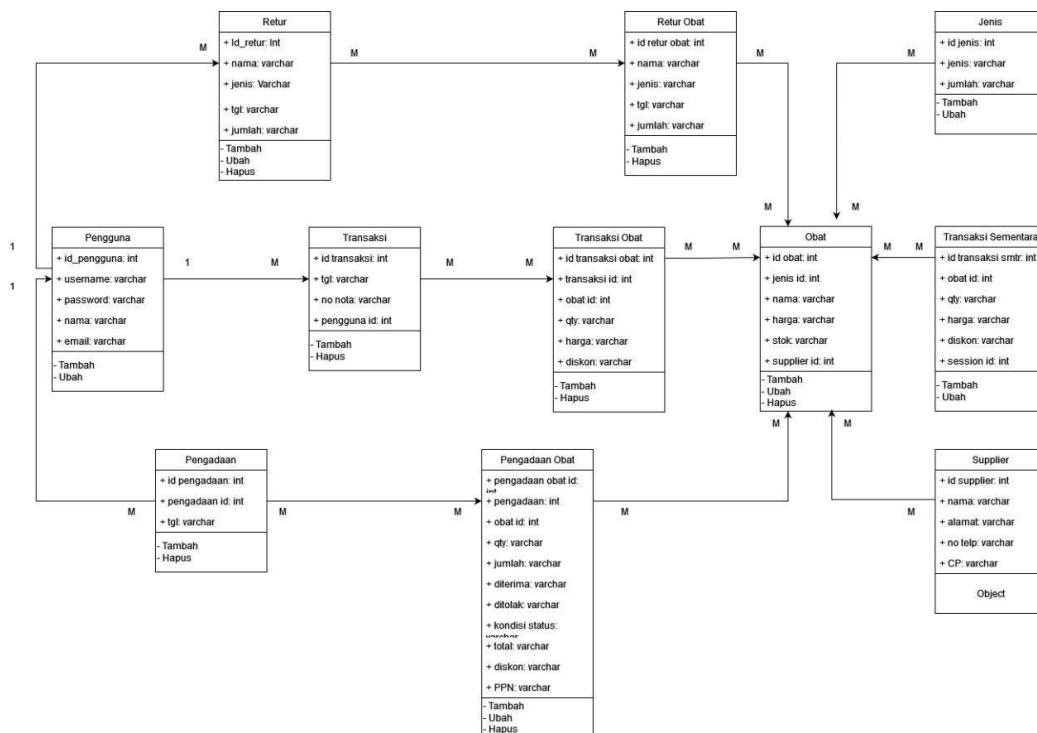 Retur
+ Id_retur: Int
+ nama: varchar
+ jenis: Varchar
+ tgl: varchar
+ jumlah: varchar
- Tambah
- Ubah
- Hapus
M
M
M
Retur Obat
+ id retur obat: int
+ nama: varchar
+ jenis: varchar
+ tgl: varchar
+ jumlah: varchar
- Tambah
- Hapus
M
M
Jenis
+ id jenis: int
+ jenis: varchar
+ jumlah: varchar
- Tambah
- Ubah
M
M
1
1
Pengguna
+ id_pengguna: int
+ username: varchar
+ password: varchar
+ nama: varchar
+ email: varchar
- Tambah
- Ubah
1
M
Transaksi
+ id transaksi: int
+ tgl: varchar
+ no nota: varchar
+ pengguna id: int
- Tambah
- Hapus
M
M
Transaksi Obat
+ id transaksi obat: int
+ transaksi id: int
+ obat id: int
+ qty: varchar
+ harga: varchar
+ diskon: varchar
- Tambah
- Hapus
M
M
Obat
+ id obat: int
+ jenis id: int
+ nama: varchar
+ harga: varchar
+ stok: varchar
+ supplier id: int
- Tambah
- Ubah
- Hapus
M
M
Transaksi Sementara
+ id transaksi smtr: int
+ obat id: int
+ qty: varchar
+ harga: varchar
+ diskon: varchar
+ session id: int
- Tambah
- Ubah
M
Pengadaan
+ id pengadaan: int
+ pengadaan id: int
+ tgl: varchar
- Tambah
- Hapus
M
M
Pengadaan Obat
+ pengadaan obat id:
int
+ pengadaan: int
+ obat id: int
+ qty: varchar
+ jumlah: varchar
+ diterima: varchar
+ ditolak: varchar
+ kondisi status:
varchar
+ total: varchar
+ diskon: varchar
+ PPN: varchar
- Tambah
- Ubah
- Hapus
M
M
M
M
Supplier
+ id supplier: int
+ nama: varchar
+ alamat: varchar
+ no telp: varchar
+ CP: varchar
Object